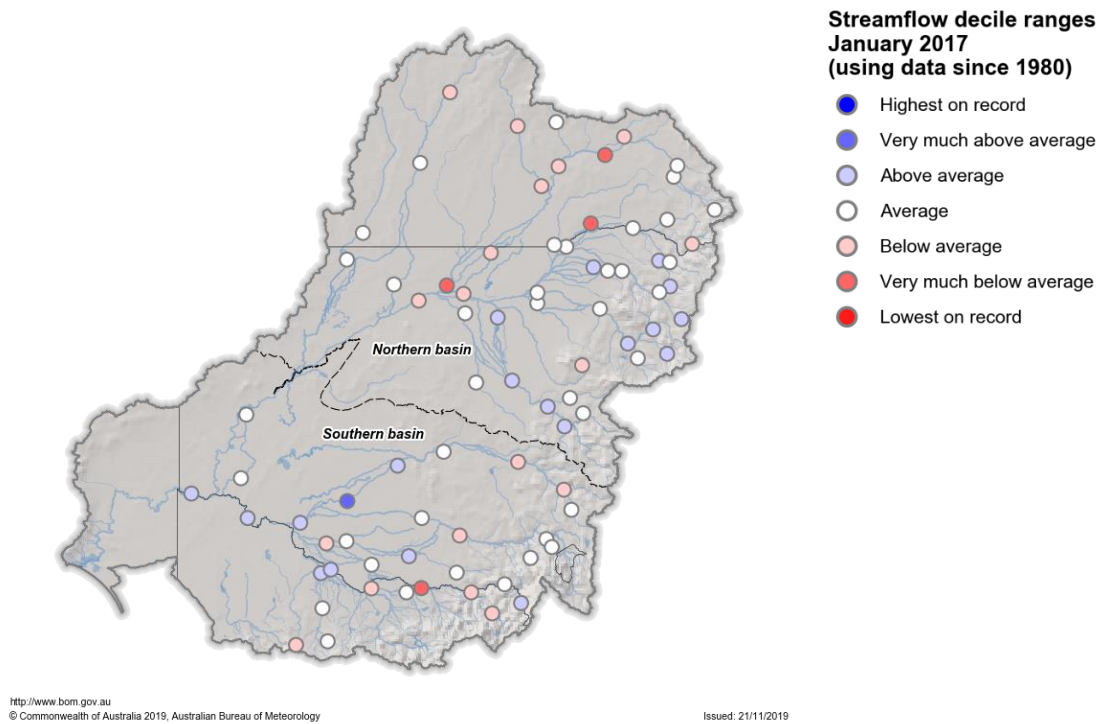 Streamflow decile ranges
January 2017
(using data since 1980)
Highest on record
Very much above average
Above average
Average
Below average
Very much below average
Lowest on record
Northern basin
Southern basin
http://www.bom.gov.au
© Commonwealth of Australia 2019, Australian Bureau of Meteorology
Issued: 21/11/2019